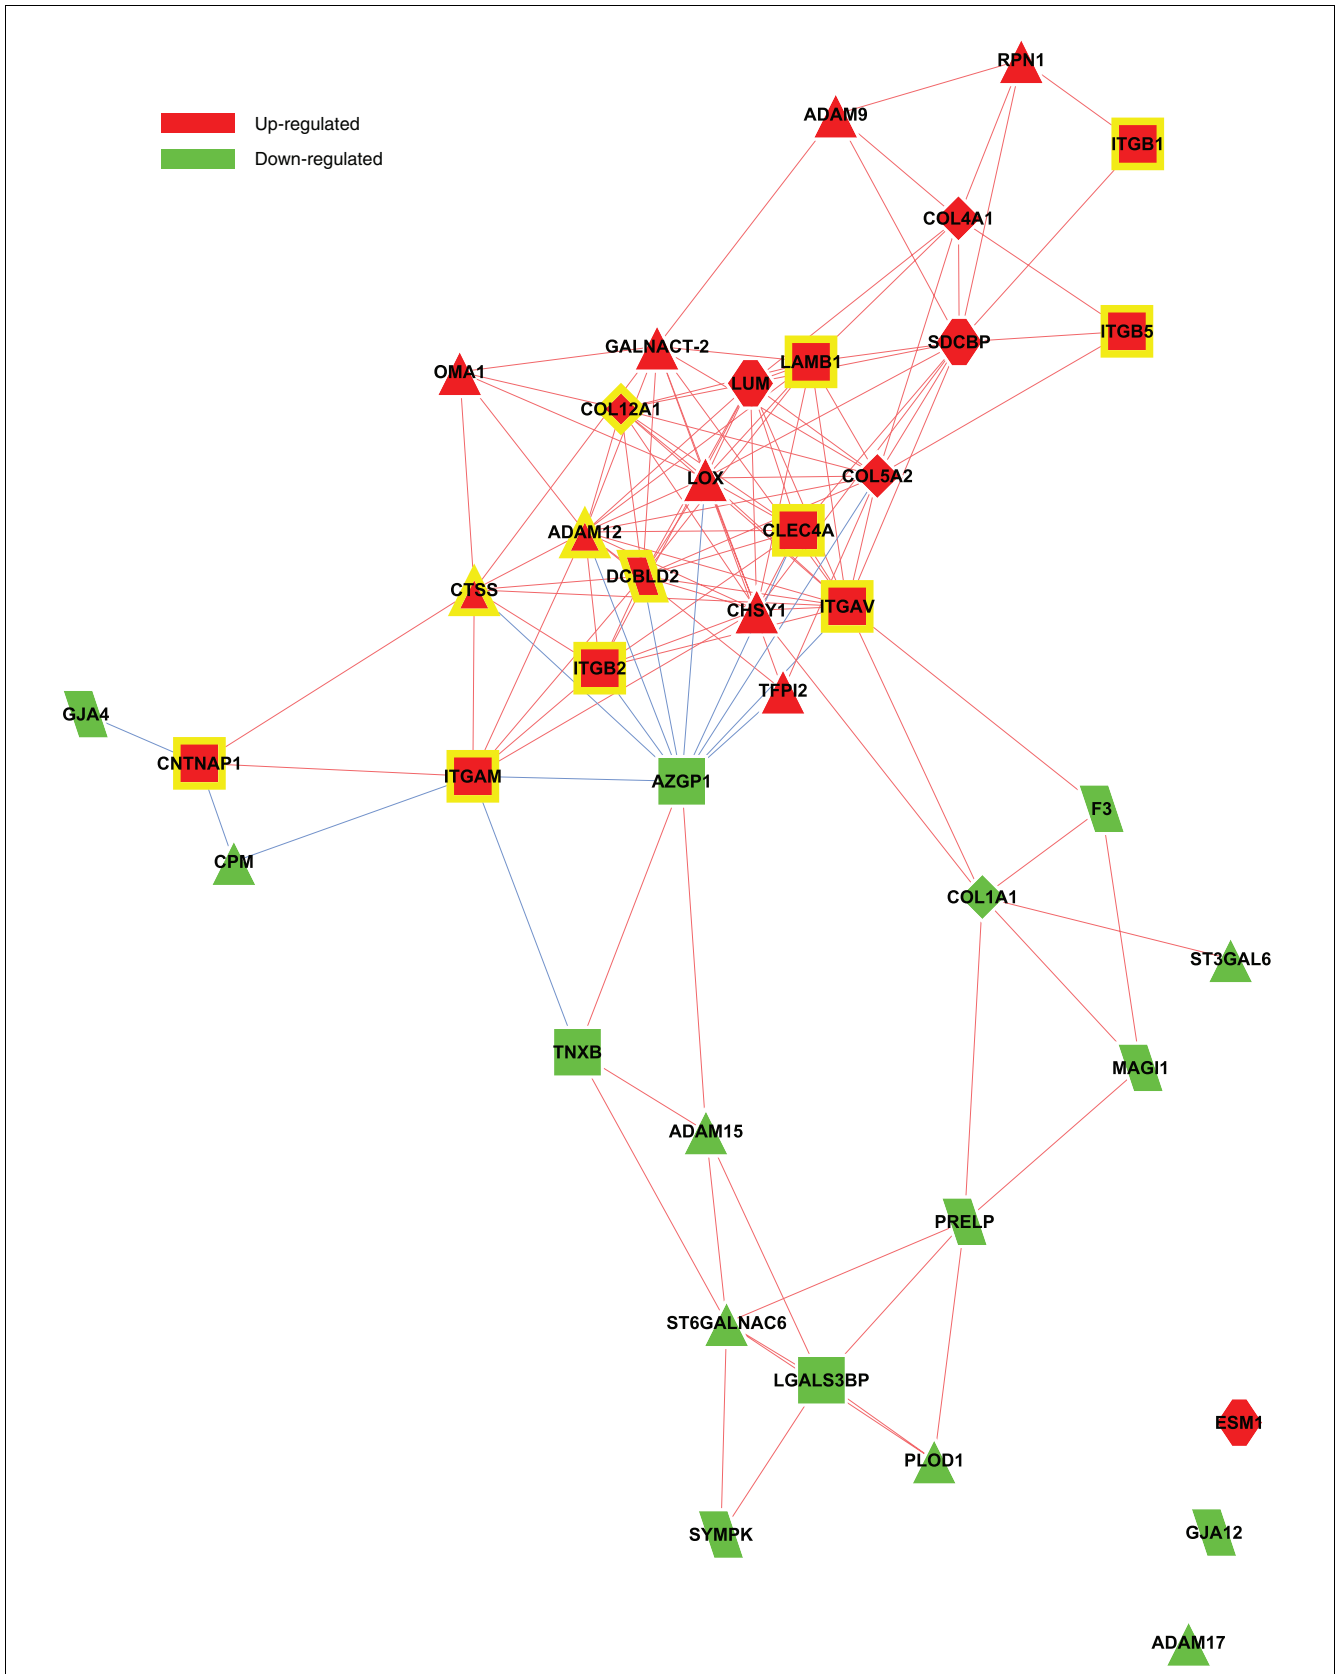 RPN1
ADAM9
Up-regulated
ITGB1
Down-regulated
COL4A1
ITGB5
SDCBP
GALNACT-2
LAMB1
OMA1
LUM
COL12A1
COL5A2
LOX
ADAM12
CLEC4A
DCBLD2
CTSS
CHSY1
ITGAV
ITGB2
TFPI2
GJA4
CNTNAP1
ITGAM
AZGP1
F3
CPM
COL1A1
ST3GAL6
TNXB
MAGI1
ADAM15
PRELP
ST6GALNAC6
LGALS3BP
ESM1
PLOD1
GJA12
SYMPK
ADAM17